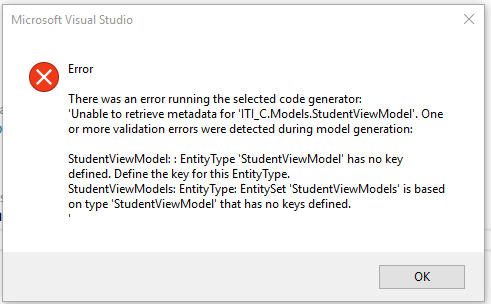 Microsoft Visual Studio
Error
There was an error running the selected code generator:
'Unable to retrieve metadata for 'ITI_C.Models.StudentViewModel'. One
or more validation errors were detected during model generation:
StudentViewModel: : EntityType 'StudentViewModel' has no key
defined. Define the key for this EntityType.
StudentViewModels: EntityType: EntitySet 'StudentViewModels' is based
on type 'StudentViewModel' that has no keys defined.
'
OK